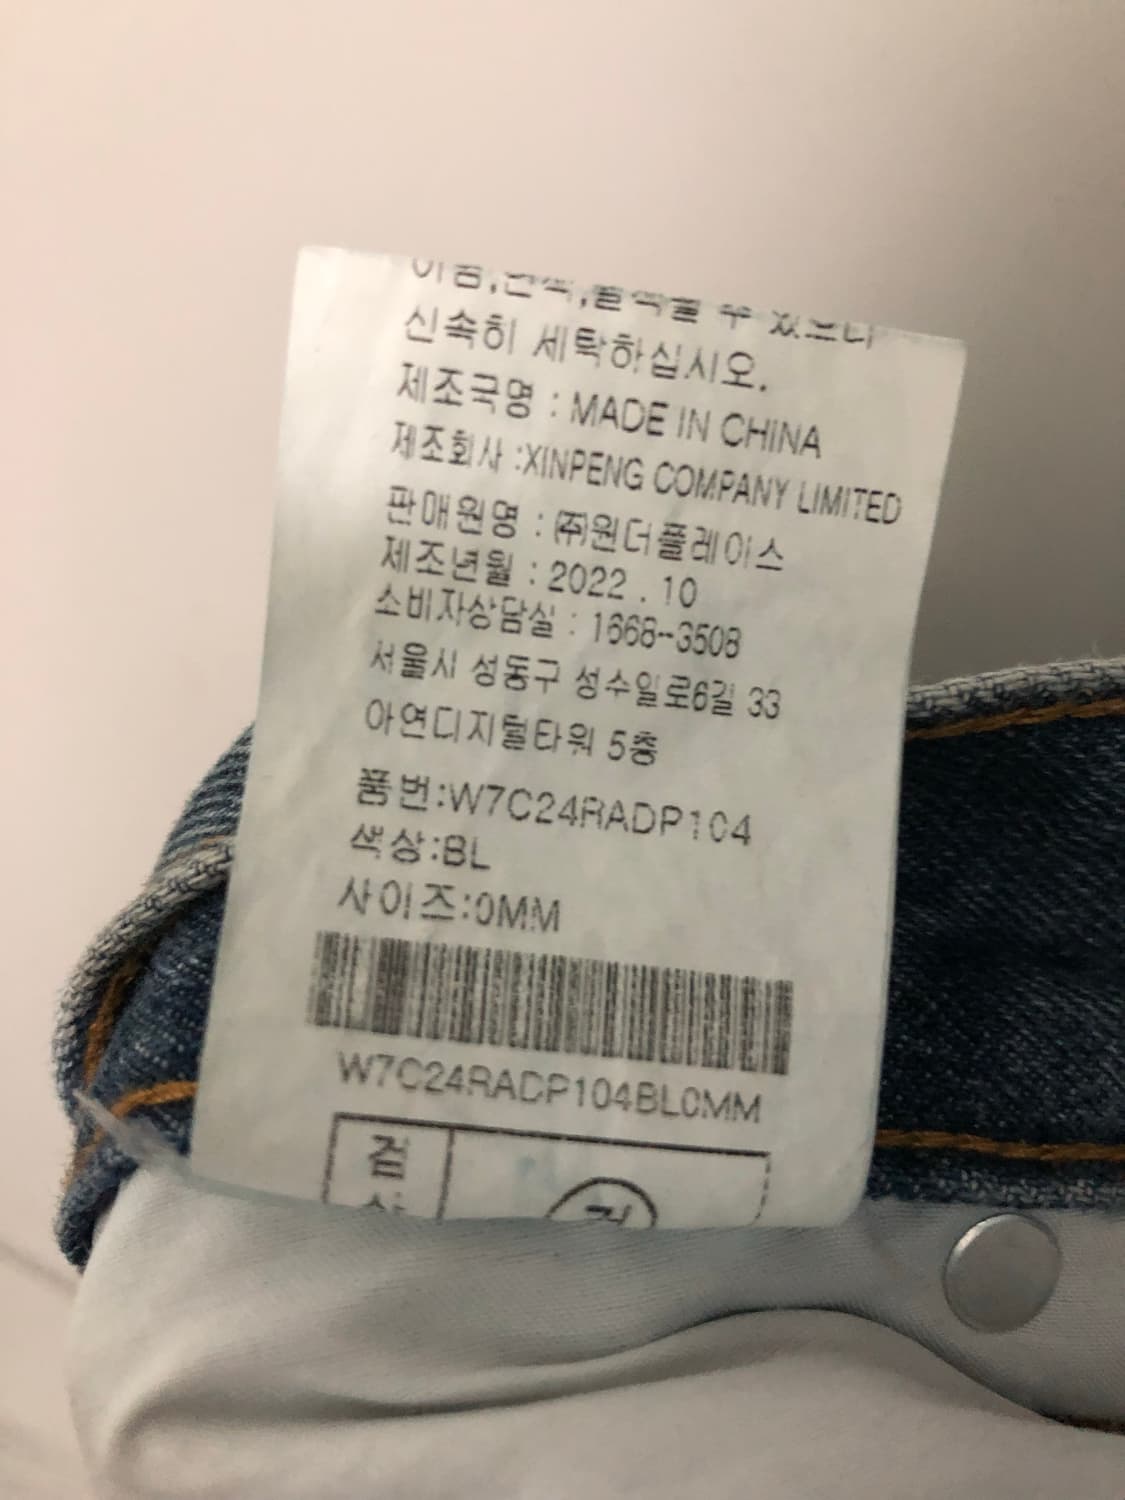 신속히 세탁하십시오.
제조국명 : MADE IN CHINA
제조회사 :XINPENG COMPANY LIMITED
판매원명 : ㈜원더플레이스
제조년월 : 2022 . 10
소비자상담실 : 1668-3508
서울시 성동구 성수일로6길 33
아연디지털타워 5층
품번:W7C24RADP104
색상:BL
사이즈:0MM
W7C24RADP104BL0MM
검